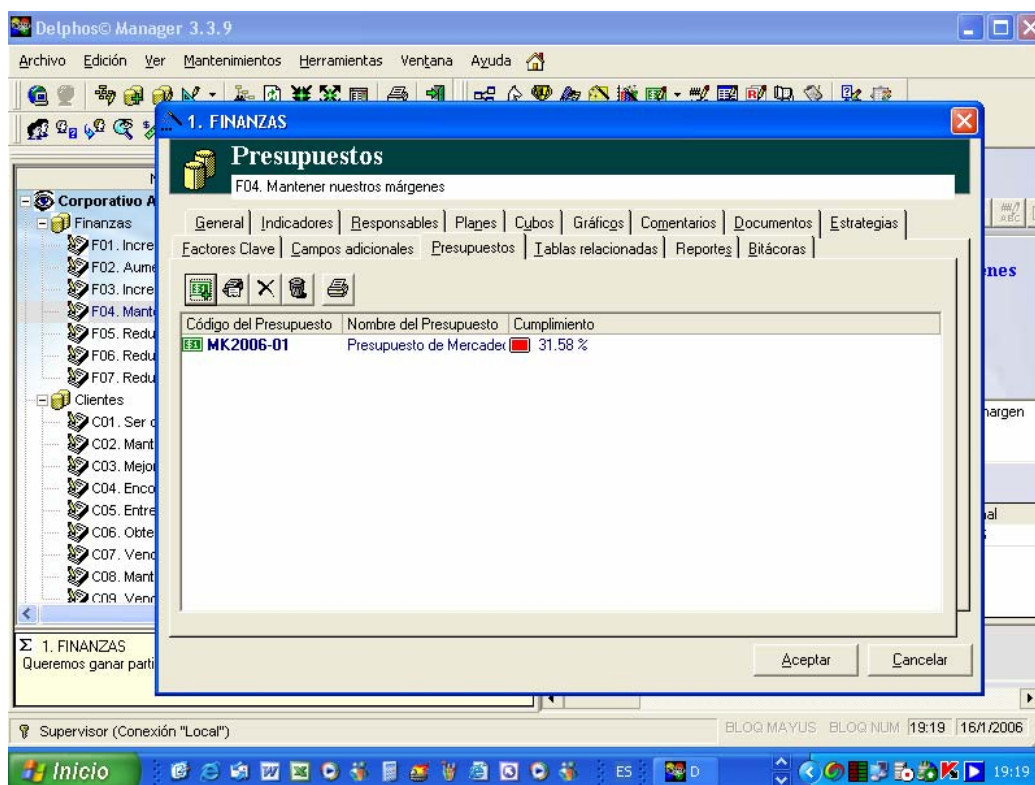 Delphos© Manager 3.3.9
Archivo Edición Ver Mantenimientos Herramientas Ventana Ayuda
1. FINANZAS
Presupuestos
F04. Mantener nuestros márgenes
General Indicadores Responsables Planes Cubos Gráficos Comentarios Documentos Estrategias
Factores Clave Campos adicionales Presupuestos Tablas relacionadas Reportes Bitácoras
Código del Presupuesto Nombre del Presupuesto Cumplimiento
MK2006-01 Presupuesto de Mercade 31.58 %
Aceptar Cancelar
Corporativo A
Finanzas
F01. Incre
F02. Aume
F03. Incre
F04. Mant
F05. Redu
F06. Redu
F07. Redu
Clientes
C01. Ser
C02. Mant
C03. Mejo
C04. Enco
C05. Entre
C06. Obte
C07. Vend
C08. Mant
C09. Vend
nes
margen
al
Σ 1. FINANZAS
Queremos ganar parti
Supervisor (Conexión "Local")
BLOQ MAYUS BLOQ NUM 19:19 16/1/2006
Inicio ES D 19:19